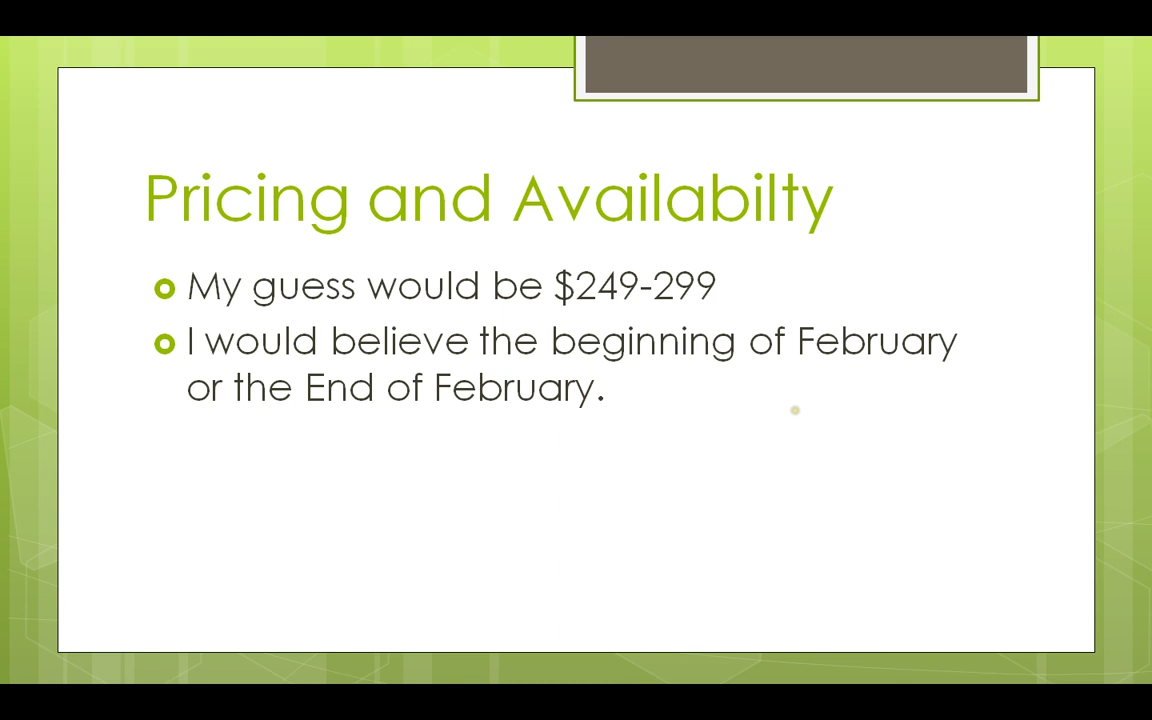 Pricing and Availabilty
My guess would be $249-299
I would believe the beginning of February
or the End of February.